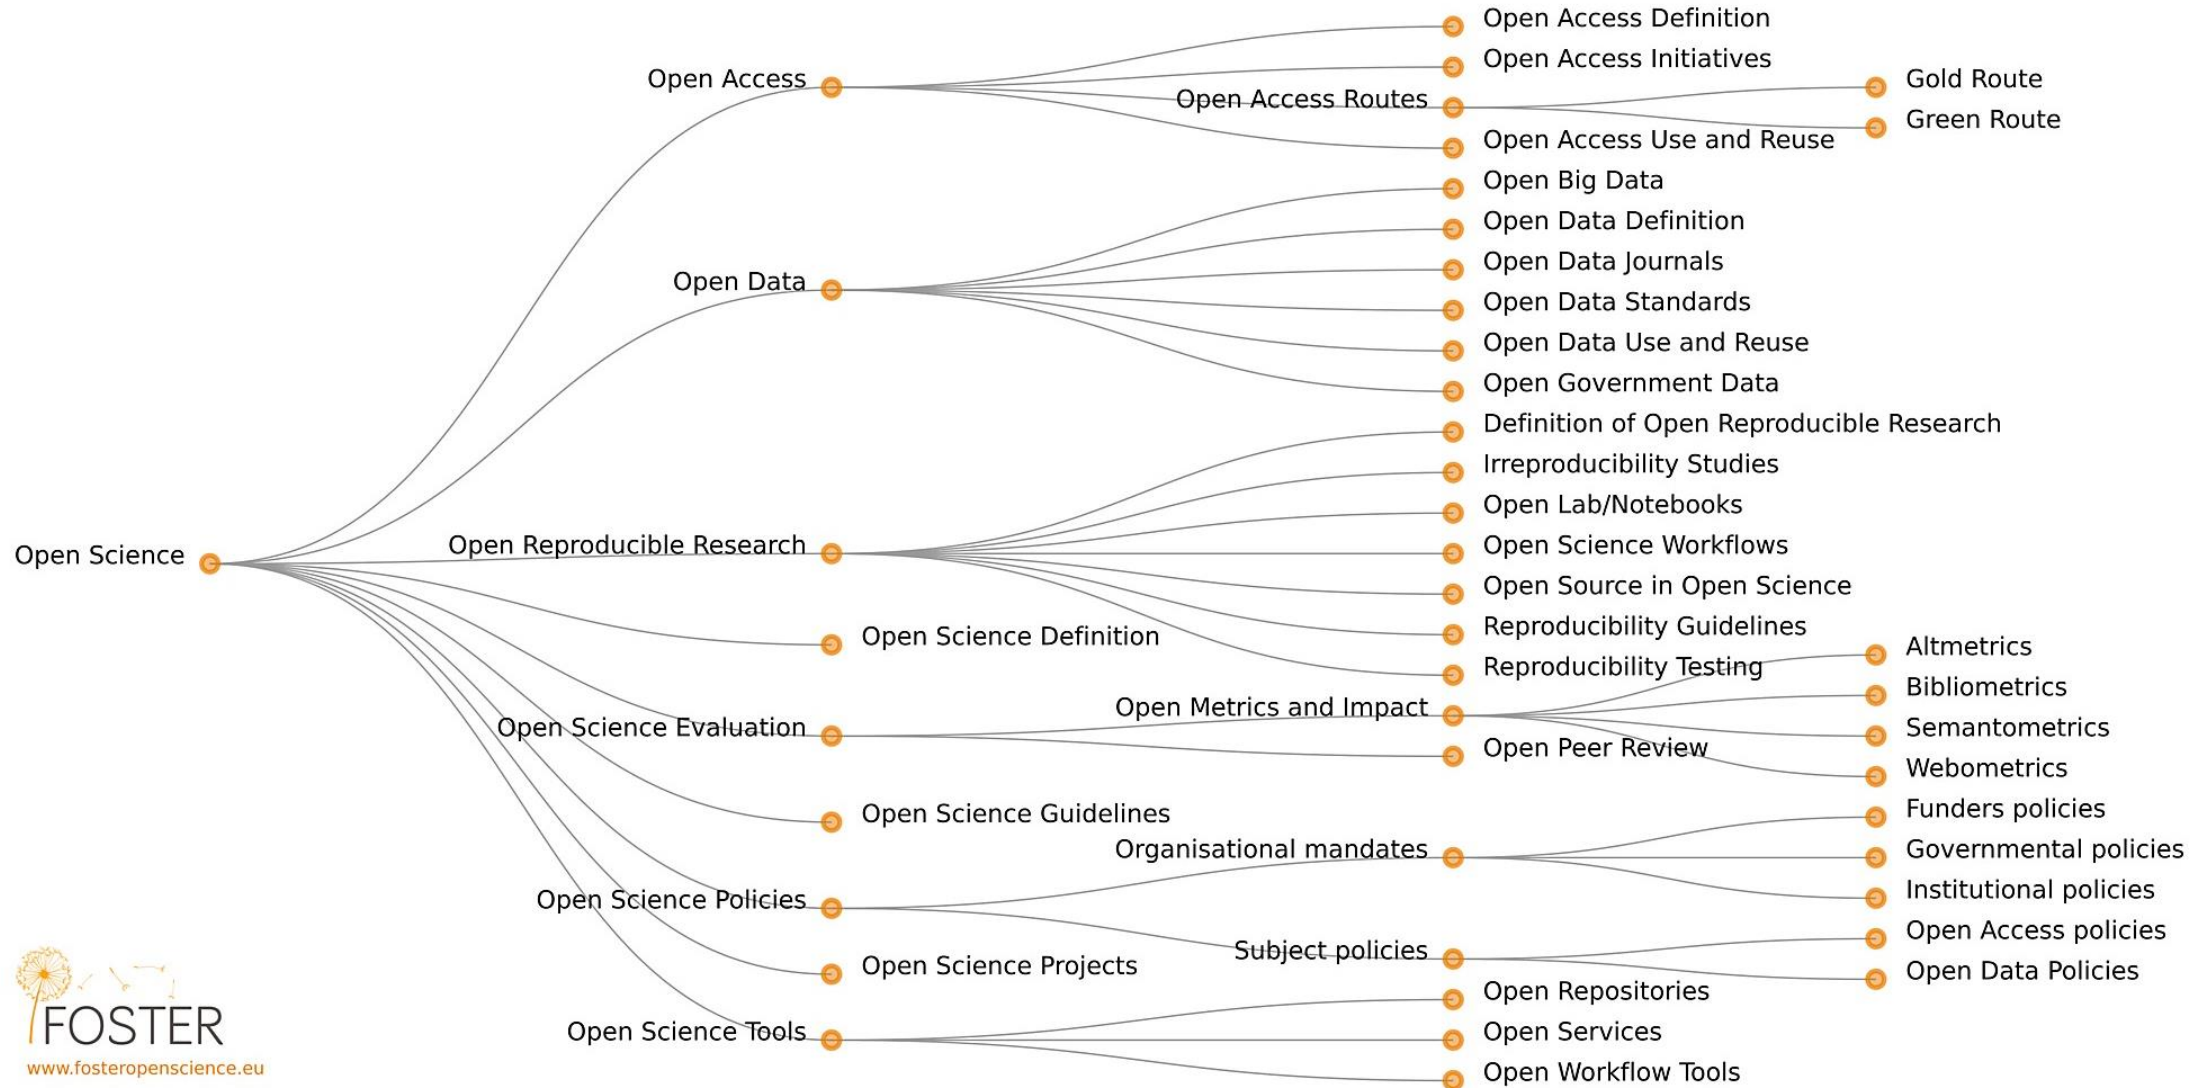 Open Science
Open Access
Open Access Definition
Open Access Initiatives
Open Access Routes
Gold Route
Green Route
Open Access Use and Reuse
Open Data
Open Big Data
Open Data Definition
Open Data Journals
Open Data Standards
Open Data Use and Reuse
Open Government Data
Open Reproducible Research
Definition of Open Reproducible Research
Irreproducibility Studies
Open Lab/Notebooks
Open Science Workflows
Open Source in Open Science
Reproducibility Guidelines
Reproducibility Testing
Open Science Definition
Open Science Evaluation
Open Metrics and Impact
Altmetrics
Bibliometrics
Semantometrics
Webometrics
Open Peer Review
Open Science Guidelines
Open Science Policies
Organisational mandates
Funders policies
Governmental policies
Institutional policies
Subject policies
Open Access policies
Open Data Policies
Open Science Projects
Open Science Tools
Open Repositories
Open Services
Open Workflow Tools
FOSTER
www.fosteropenscience.eu